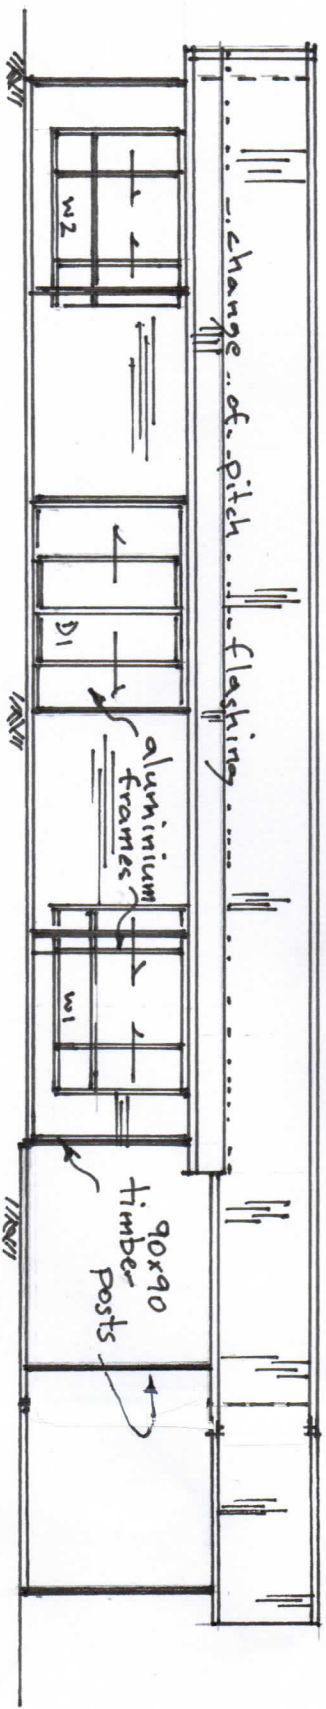 change of pitch flashing
W2
D1
W1
aluminium
frames
90x90
timber
posts